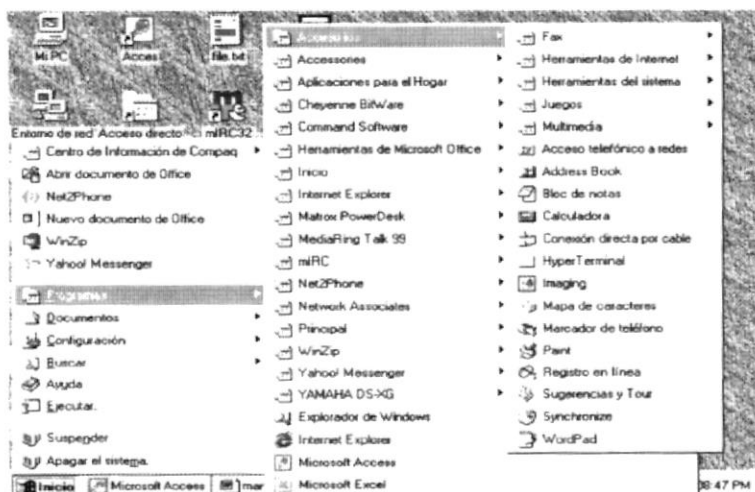 Mi PC
Acces
file.txt
Entorno de red
Acceso directo
mIRC32
Centro de Información de Compaq
Abrir documento de Office
Net2Phone
Nuevo documento de Office
WinZip
Yahoo! Messenger
Programas
Documentos
Configuración
Buscar
Ayuda
Ejecutar.
Suspender
Apagar el sistema.
Accesorios
Accessories
Aplicaciones para el Hogar
Cheyenne BitWare
Command Software
Herramientas de Microsoft Office
Inicio
Internet Explorer
Matrox PowerDesk
MediaRing Talk 99
mIRC
Net2Phone
Network Associates
Principal
WinZip
Yahoo! Messenger
YAMAHA DS-XG
Explorador de Windows
Internet Explorer
Microsoft Access
Microsoft Excel
Fax
Herramientas de Internet
Herramientas del sistema
Juegos
Multimedia
Acceso telefónico a redes
Address Book
Bloc de notas
Calculadora
Conexión directa por cable
HyperTerminal
Imaging
Mapa de caracteres
Marcador de teléfono
Paint
Registro en línea
Sugerencias y Tour
Synchronize
WordPad
Inicio
Microsoft Access
mar
8:47 PM